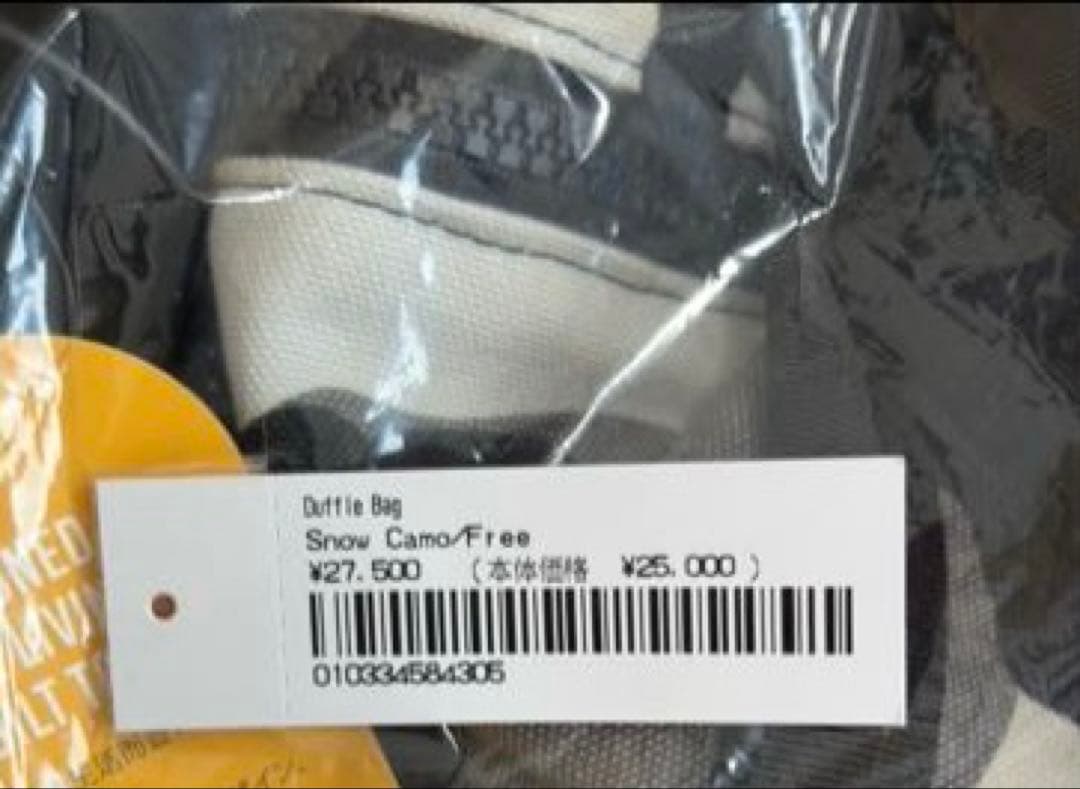 Duffle Bag
Snow Camo/Free
¥27.500 (本体価格 ¥25.000 )
010334584305